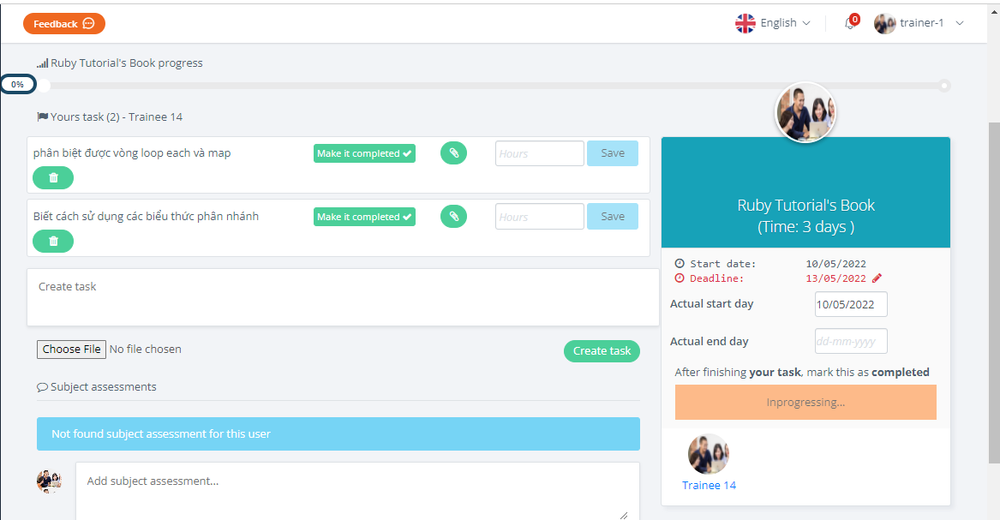 Feedback
English
0
trainer-1
Ruby Tutorial's Book progress
0%
Yours task (2) - Trainee 14
phân biệt được vòng loop each và map
Make it completed
Hours
Save
Biết cách sử dụng các biểu thức phân nhánh
Make it completed
Hours
Save
Create task
Choose File No file chosen
Create task
Subject assessments
Not found subject assessment for this user
Add subject assessment...
Ruby Tutorial's Book
(Time: 3 days )
Start date: 10/05/2022
Deadline: 13/05/2022
Actual start day 10/05/2022
Actual end day dd-mm-yyyy
After finishing your task, mark this as completed
Inprogressing...
Trainee 14